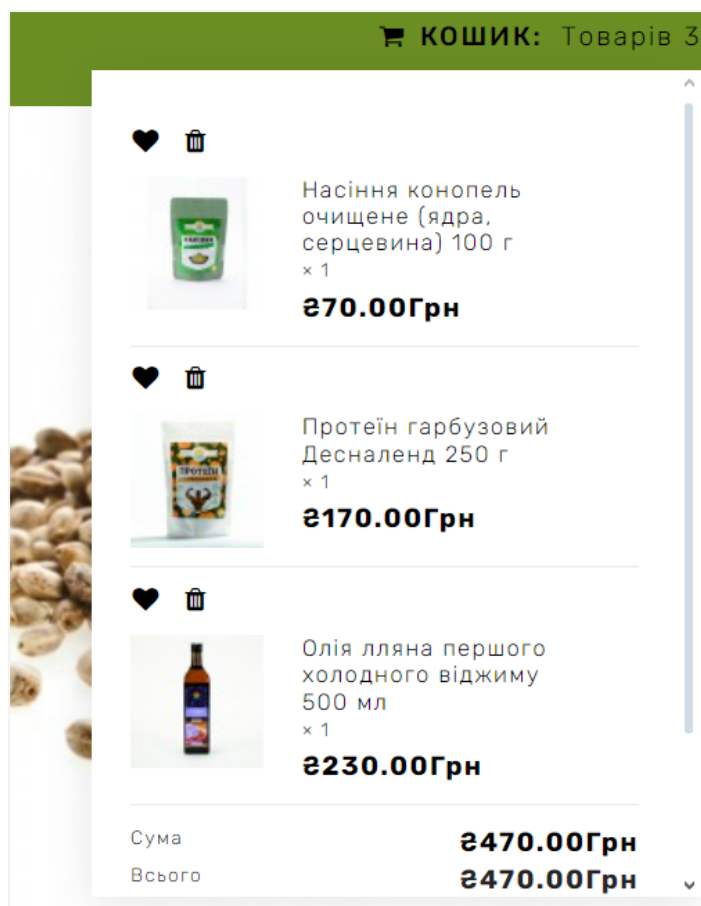 КОШИК: Товарів 3
Насіння конопель
очищене (ядра,
серцевина) 100 г
× 1
₴70.00Грн
Протеїн гарбузовий
Десналенд 250 г
× 1
₴170.00Грн
ПРОТЕЇН
Олія лляна першого
холодного віджиму
500 мл
× 1
₴230.00Грн
Сума ₴470.00Грн
Всього ₴470.00Грн